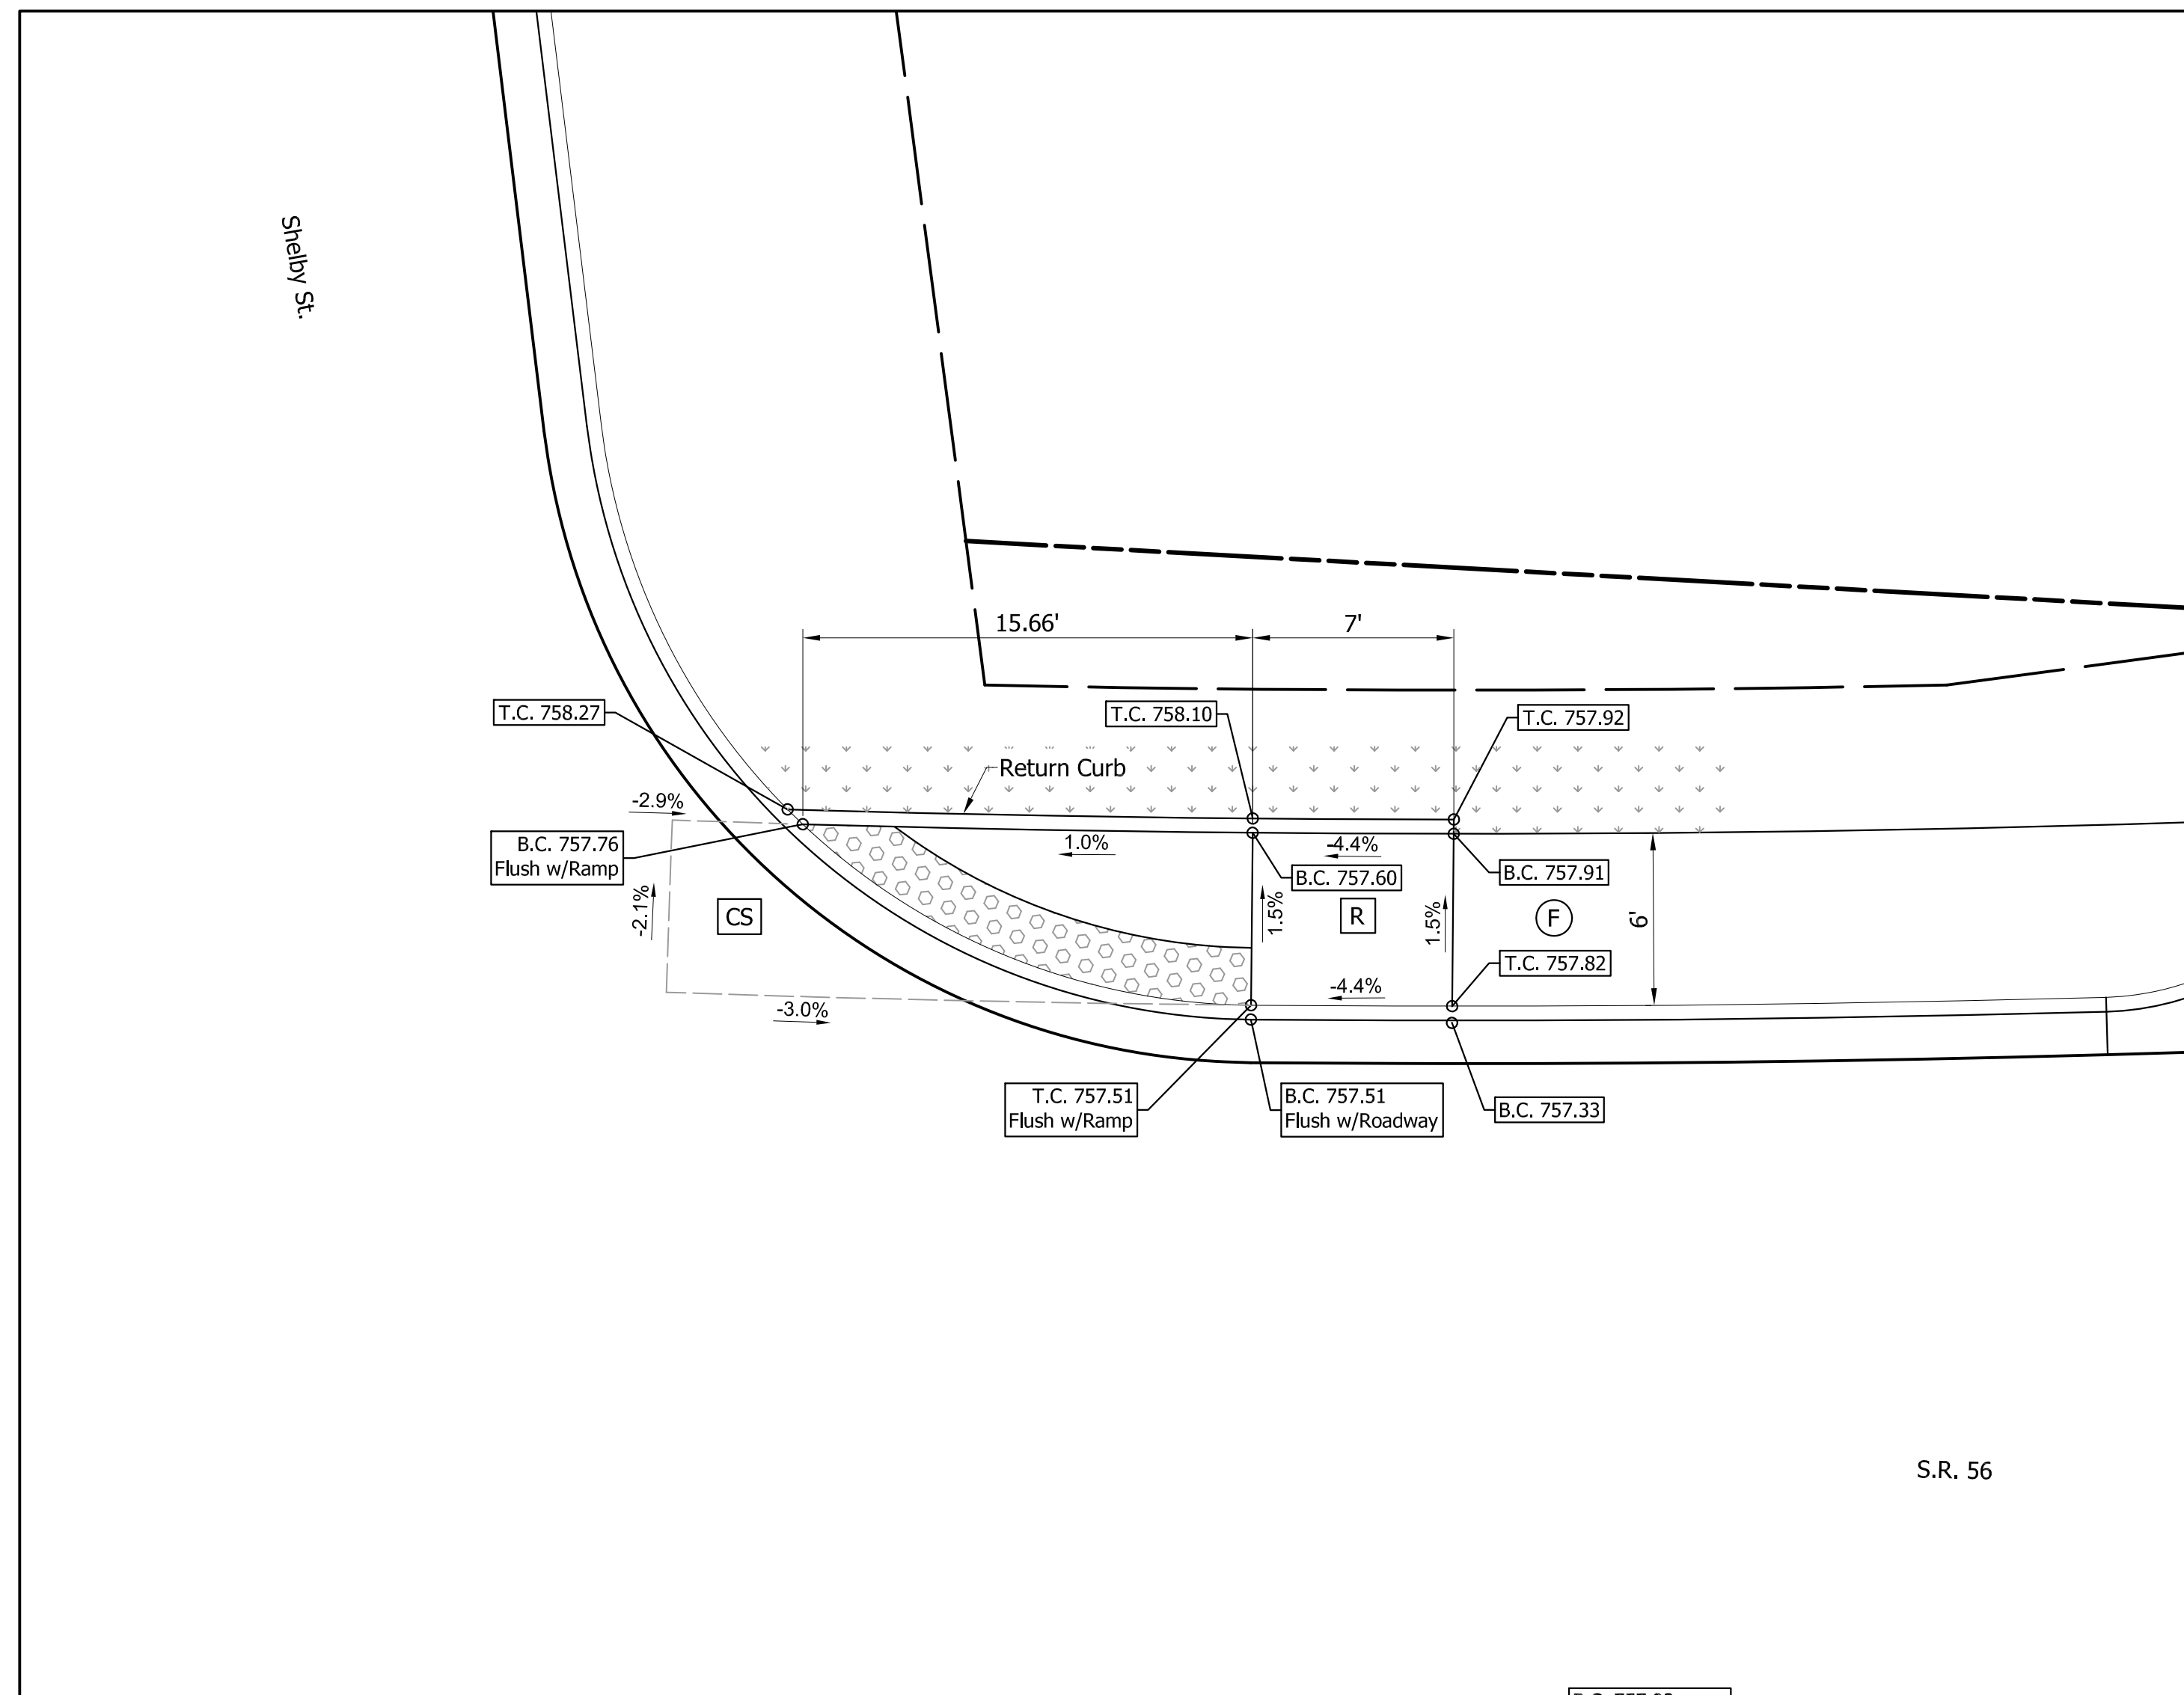 Shelby St.
15.66'
7'
T.C. 758.27
T.C. 758.10
T.C. 757.92
Return Curb
-2.9%
B.C. 757.76
Flush w/Ramp
1.0%
-4.4%
B.C. 757.60
B.C. 757.91
-2.1%
CS
1.5%
R
1.5%
F
6'
T.C. 757.82
-4.4%
-3.0%
T.C. 757.51
Flush w/Ramp
B.C. 757.51
Flush w/Roadway
B.C. 757.33
S.R. 56